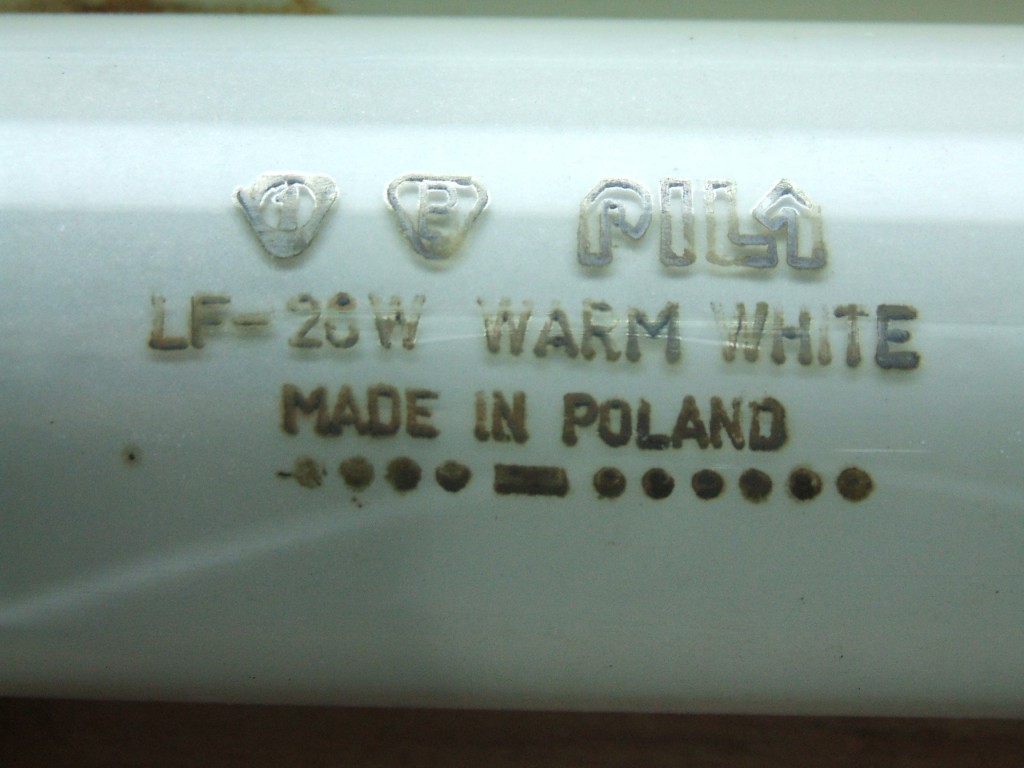 1 P PILA
LF-20W WARM WHITE
MADE IN POLAND